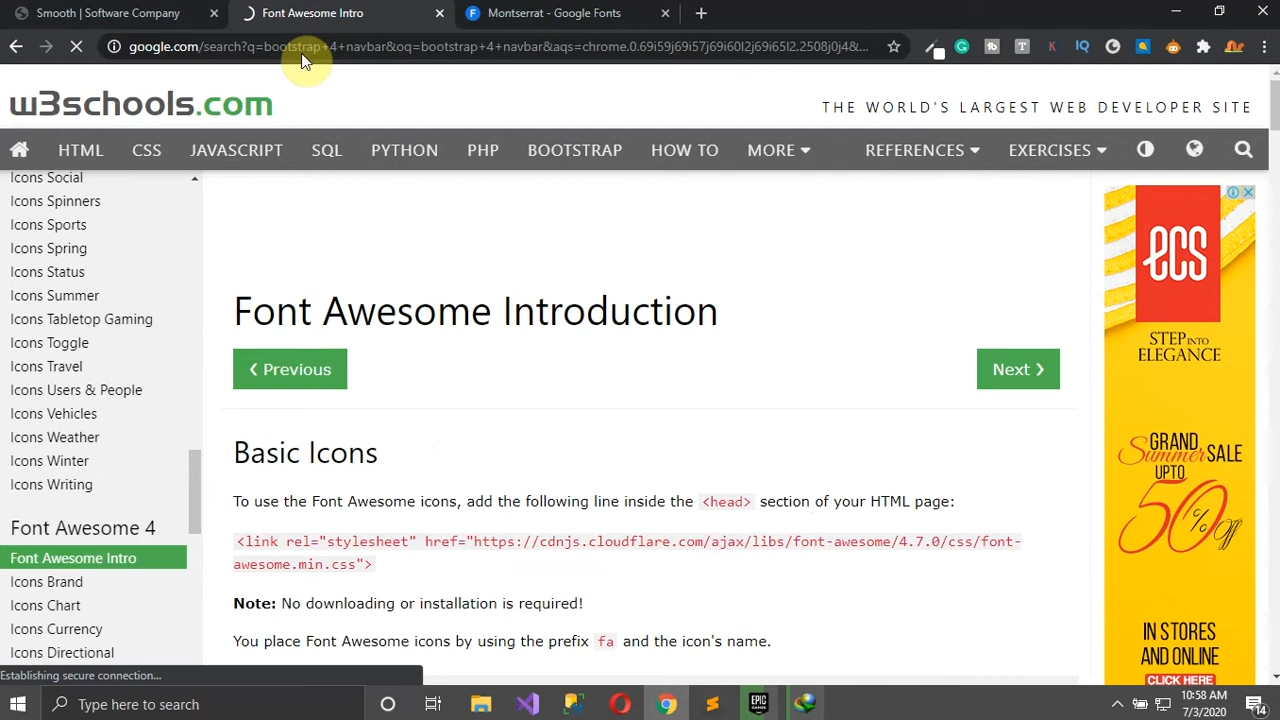 Smooth | Software Company
Font Awesome Intro
Montserrat - Google Fonts
google.com/search?q=bootstrap+4+navbar&oq=bootstrap+4+navbar&aqs=chrome.0.69i59j69i57j69i60l2j69i65l2.2508j0j4&...
w3schools.com
THE WORLD'S LARGEST WEB DEVELOPER SITE
HTML CSS JAVASCRIPT SQL PYTHON PHP BOOTSTRAP HOW TO MORE REFERENCES EXERCISES
Icons Social
Icons Spinners
Icons Sports
Icons Spring
Icons Status
Icons Summer
Icons Tabletop Gaming
Icons Toggle
Icons Travel
Icons Users & People
Icons Vehicles
Icons Weather
Icons Winter
Icons Writing
Font Awesome 4
Font Awesome Intro
Icons Brand
Icons Chart
Icons Currency
Icons Directional
Font Awesome Introduction
❮ Previous
Next ❯
Basic Icons
To use the Font Awesome icons, add the following line inside the <head> section of your HTML page:
<link rel="stylesheet" href="https://cdnjs.cloudflare.com/ajax/libs/font-awesome/4.7.0/css/font-
awesome.min.css">
Note: No downloading or installation is required!
You place Font Awesome icons by using the prefix fa and the icon's name.
ecs
STEP INTO
ELEGANCE
GRAND
Summer SALE
UPTO
50% Off
IN STORES
AND ONLINE
CLICK HERE
Establishing secure connection...
Type here to search
EPIC
GAMES
10:58 AM
7/3/2020
14